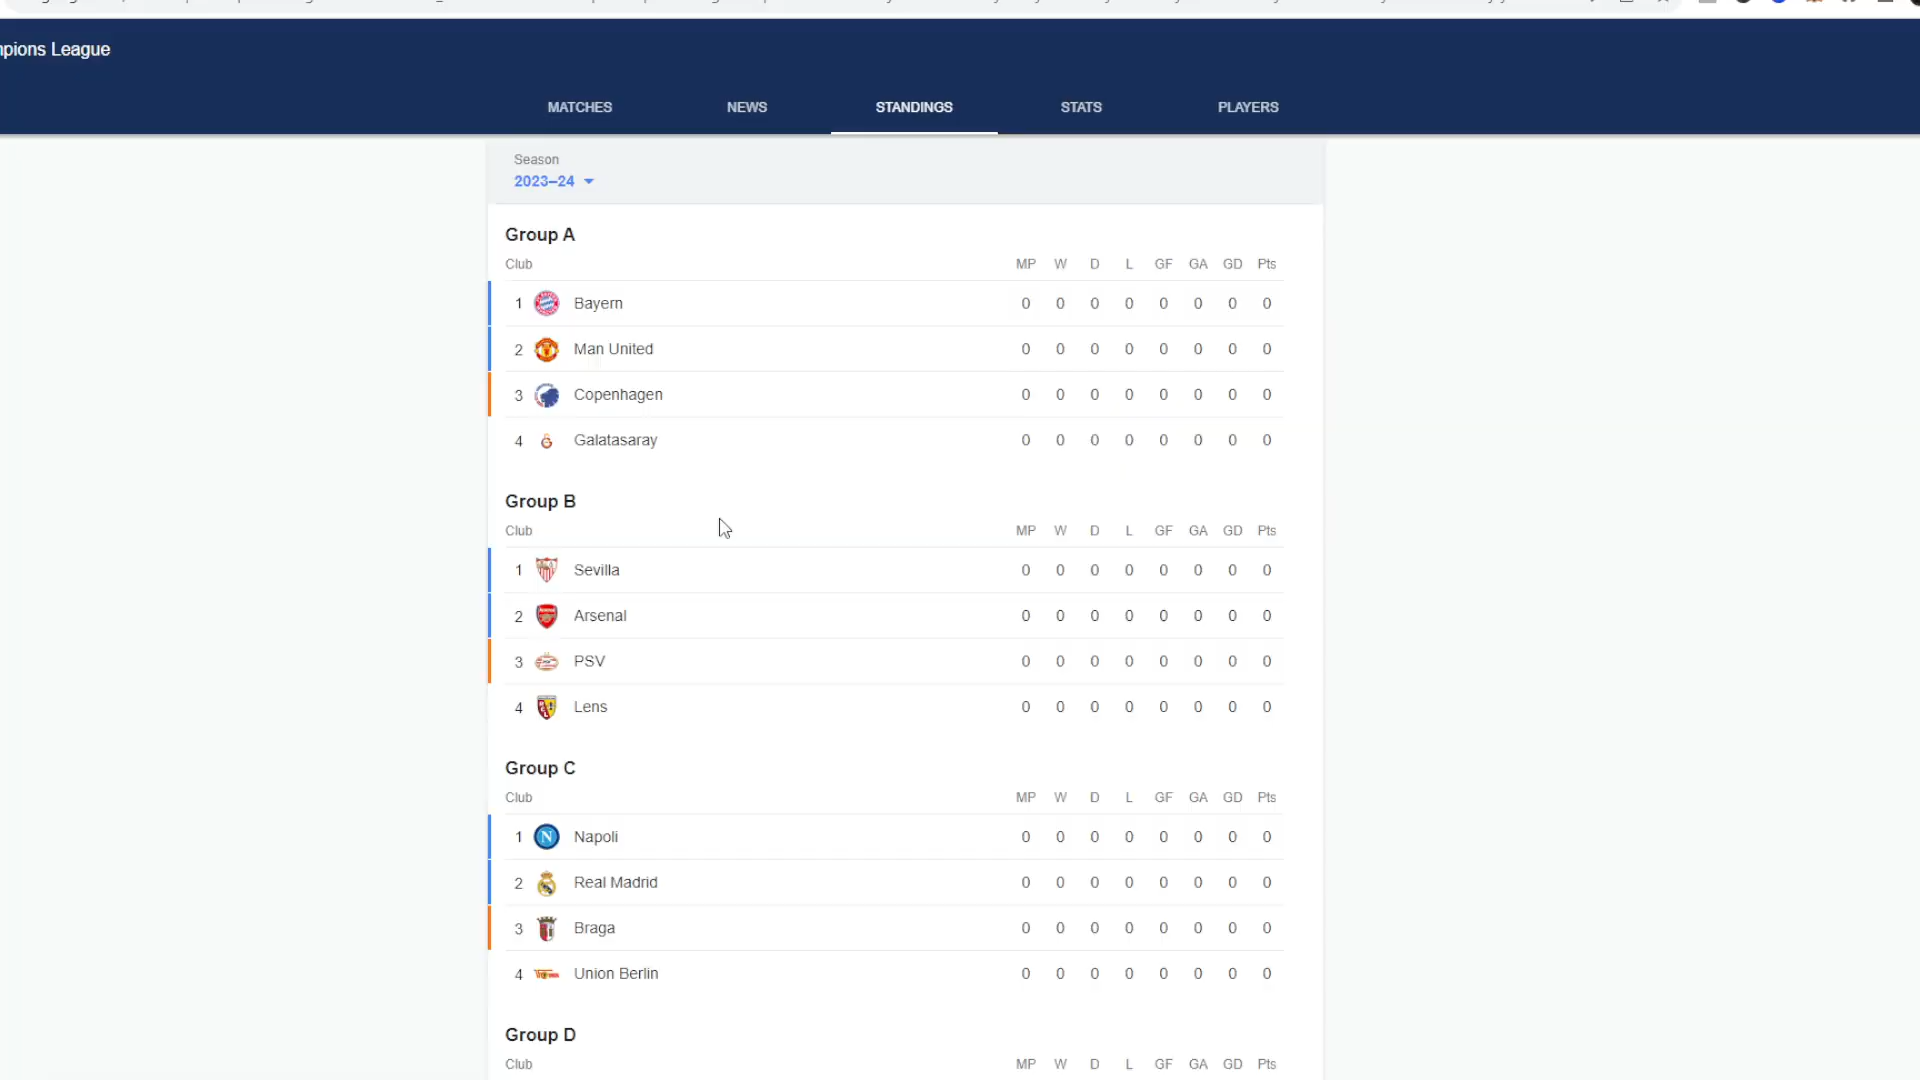 mpions League
MATCHES NEWS STANDINGS STATS PLAYERS
Season
2023–24
Group A
Club MP W D L GF GA GD Pts
1 Bayern 0 0 0 0 0 0 0 0
2 Man United 0 0 0 0 0 0 0 0
3 Copenhagen 0 0 0 0 0 0 0 0
4 Galatasaray 0 0 0 0 0 0 0 0
Group B
Club MP W D L GF GA GD Pts
1 Sevilla 0 0 0 0 0 0 0 0
2 Arsenal 0 0 0 0 0 0 0 0
3 PSV 0 0 0 0 0 0 0 0
4 Lens 0 0 0 0 0 0 0 0
Group C
Club MP W D L GF GA GD Pts
1 Napoli 0 0 0 0 0 0 0 0
2 Real Madrid 0 0 0 0 0 0 0 0
3 Braga 0 0 0 0 0 0 0 0
4 Union Berlin 0 0 0 0 0 0 0 0
Group D
Club MP W D L GF GA GD Pts